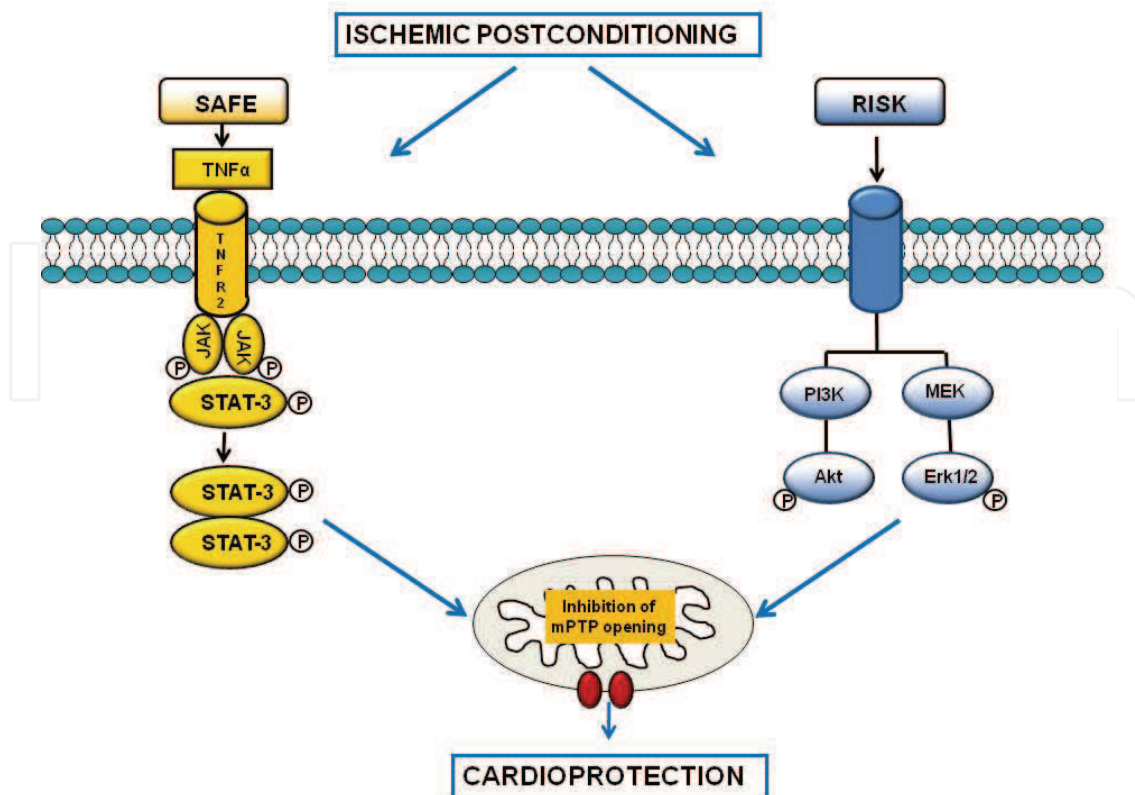 ISCHEMIC POSTCONDITIONING
SAFE
RISK
TNFα
TNFR2
JAK
JAK
P
P
STAT-3
P
PI3K
MEK
STAT-3
P
Akt
Erk1/2
P
P
STAT-3
P
Inhibition of
mPTP opening
CARDIOPROTECTION